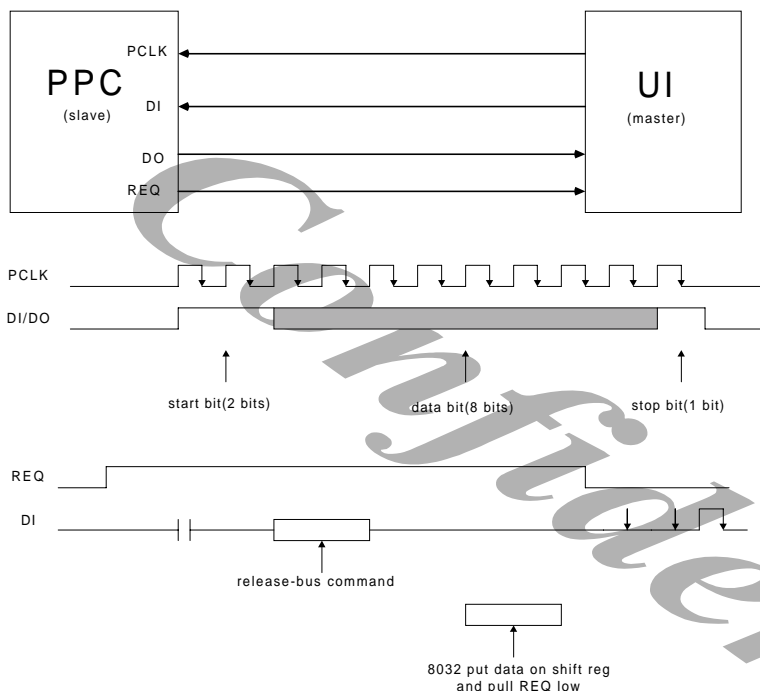 PCLK
PPC
(slave)
UI
(master)
DI
DO
REQ
PCLK
DI/DO
start bit(2 bits)
data bit(8 bits)
stop bit(1 bit)
REQ
DI
release-bus command
8032 put data on shift reg
and pull REQ low